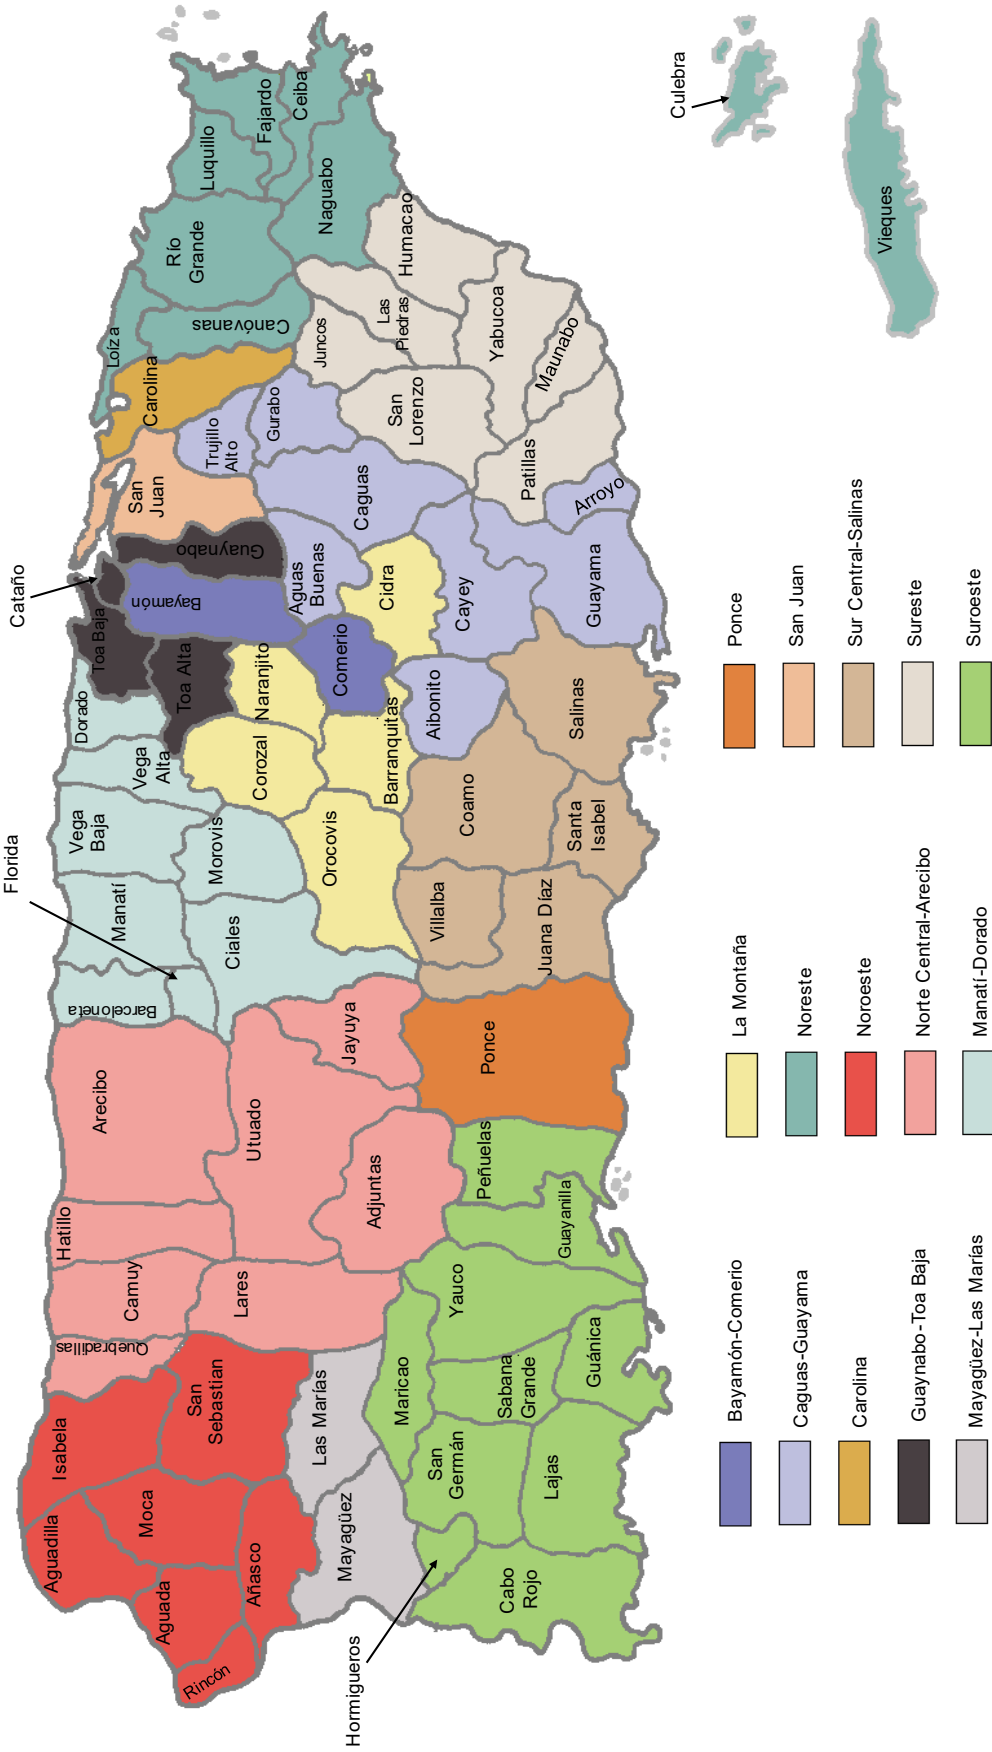 Cataño
Florida
Hormigueros
Culebra
Vieques
Isabela
Aguadilla
Moca
Aguada
Rincón
Añasco
San
Sebastian
Quebradillas
Camuy
Hatillo
Arecibo
Lares
Utuado
Adjuntas
Jayuya
Barceloneta
Manatí
Vega
Baja
Vega
Alta
Dorado
Ciales
Morovis
Toa Baja
Toa Alta
Bayamón
Guaynabo
San
Juan
Carolina
Loíza
Trujillo
Alto
Canóvanas
Río
Grande
Luquillo
Fajardo
Ceiba
Naguabo
Corozal
Naranjito
Orocovis
Barranquitas
Comerio
Cidra
Aguas
Buenas
Caguas
Gurabo
Juncos
Las
Piedras
Humacao
San
Lorenzo
Yabucoa
Maunabo
Patillas
Arroyo
Guayama
Cayey
Aibonito
Salinas
Coamo
Santa
Isabel
Villalba
Juana Díaz
Ponce
Peñuelas
Guayanilla
Yauco
Guánica
Sabana
Grande
Maricao
Las Marías
Mayagüez
San
Germán
Lajas
Cabo
Rojo
Bayamón-Comerio
Caguas-Guayama
Carolina
Guaynabo-Toa Baja
Mayagüez-Las Marías
La Montaña
Noreste
Noroeste
Norte Central-Arecibo
Manatí-Dorado
Ponce
San Juan
Sur Central-Salinas
Sureste
Suroeste